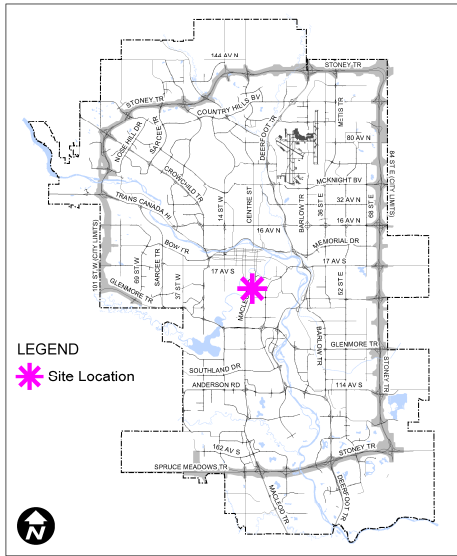 144 AV N
STONEY TR
STONEY TR
COUNTRY HILLS BV
METIS TR
NOSE HILL DR
SARCEE TR
DEERFOOT TR
80 AV N
84 ST E (CITY LIMITS)
CROWCHILD TR
MCKNIGHT BV
TRANS CANADA HI
14 ST W
CENTRE ST
BARLOW TR
36 ST E
32 AV N
68 ST E
16 AV N
16 AV N
101 ST W (CITY LIMITS)
BOW TR
MEMORIAL DR
69 ST W
SARCEE TR
37 ST W
17 AV S
17 AV S
52 ST E
GLENMORE TR
MACLE
BARLOW TR
GLENMORE TR
STONEY TR
LEGEND
Site Location
SOUTHLAND DR
ANDERSON RD
114 AV S
162 AV S
STONEY TR
SPRUCE MEADOWS TR
MACLEOD TR
DEERFOOT TR
N